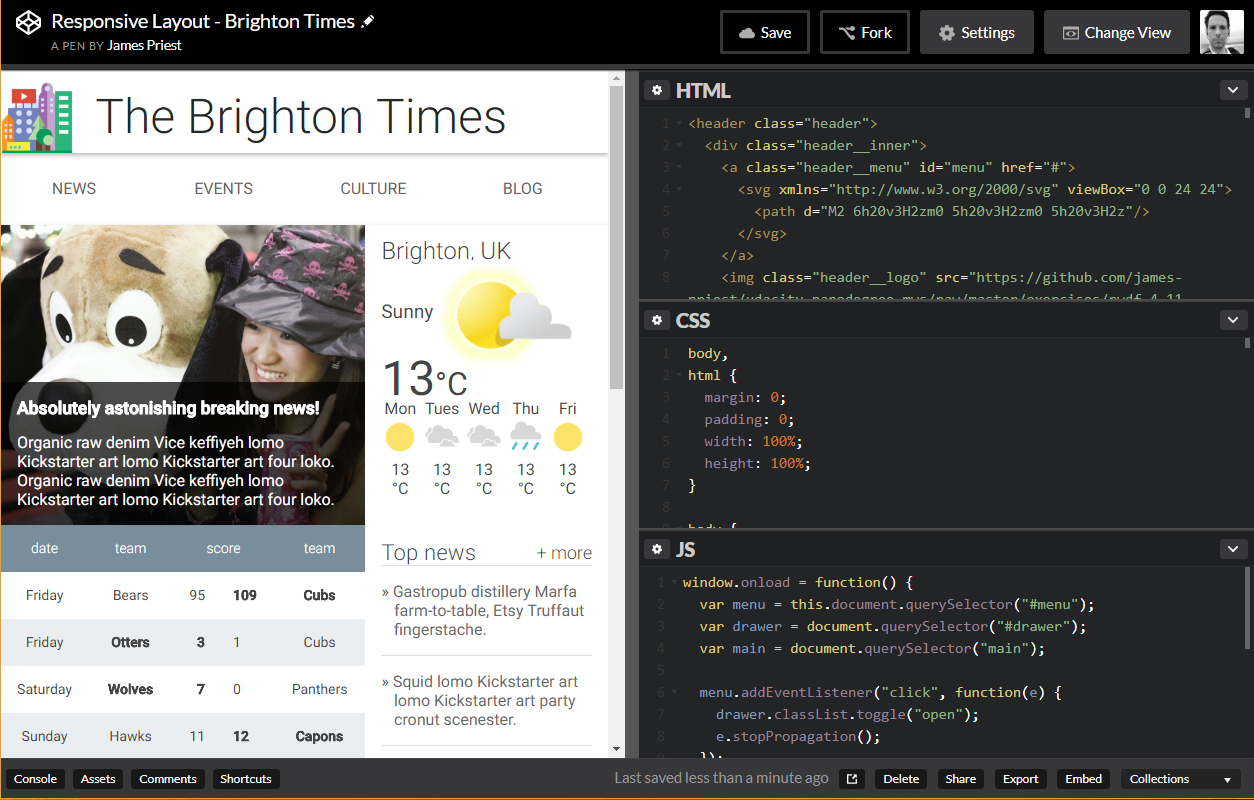 Responsive Layout - Brighton Times
A PEN BY James Priest
Save
Fork
Settings
Change View
The Brighton Times
NEWS EVENTS CULTURE BLOG
Absolutely astonishing breaking news!
Organic raw denim Vice keffiyeh lomo
Kickstarter art lomo Kickstarter art four loko.
Organic raw denim Vice keffiyeh lomo
Kickstarter art lomo Kickstarter art four loko.
date team score team
Friday Bears 95 109 Cubs
Friday Otters 3 1 Cubs
Saturday Wolves 7 0 Panthers
Sunday Hawks 11 12 Capons
Brighton, UK
Sunny
13°C
Mon Tues Wed Thu Fri
13 13 13 13 13
°C °C °C °C °C
Top news + more
» Gastropub distillery Marfa
farm-to-table, Etsy Truffaut
fingerstache.
» Squid lomo Kickstarter art
lomo Kickstarter art party
cronut scenester.
HTML
1 <header class="header">
2 <div class="header__inner">
3 <a class="header__menu" id="menu" href="#">
4 <svg xmlns="http://www.w3.org/2000/svg" viewBox="0 0 24 24">
5 <path d="M2 6h20v3H2zm0 5h20v3H2zm0 5h20v3H2z"/>
6 </svg>
7 </a>
8 <img class="header__logo" src="https://github.com/james-
CSS
1 body,
2 html {
3 margin: 0;
4 padding: 0;
5 width: 100%;
6 height: 100%;
7 }
8
9 body {
JS
1 window.onload = function() {
2 var menu = this.document.querySelector("#menu");
3 var drawer = document.querySelector("#drawer");
4 var main = document.querySelector("main");
5
6 menu.addEventListener("click", function(e) {
7 drawer.classList.toggle("open");
8 e.stopPropagation();
});
Console Assets Comments Shortcuts
Last saved less than a minute ago
Delete Share Export Embed Collections